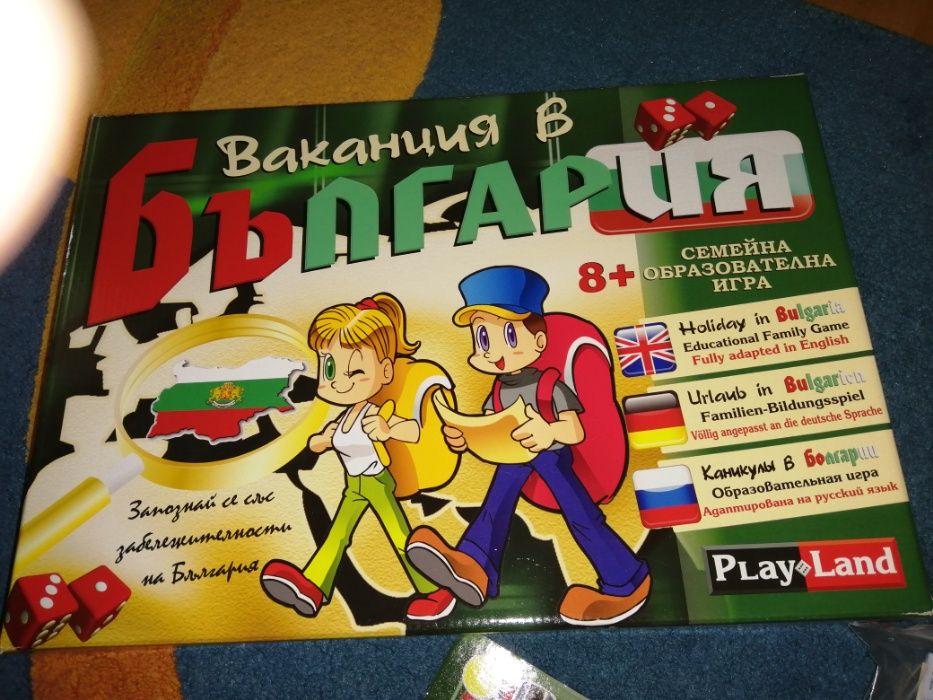 Ваканция в
България
8+
СЕМЕЙНА
ОБРАЗОВАТЕЛНА
ИГРА
Holiday in Bulgaria
Educational Family Game
Fully adapted in English
Urlaub in Bulgarien
Familien-Bildungsspiel
Völlig angepasst an die deutsche Sprache
Каникулы в Болгарии
Образовательная игра
Адаптирована на русский язык
Запознай се със
забележителности
на България
PLAY LAND